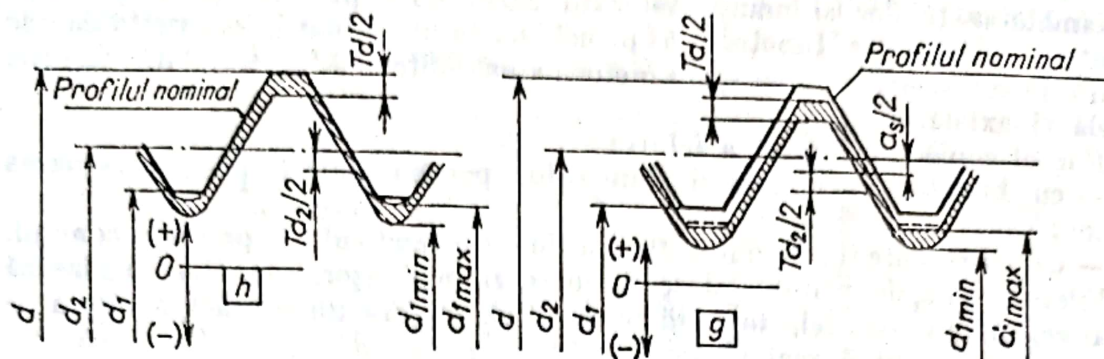 Td/2
Profilul nominal
Td₂/2
d
d₂
d₁
(+)
0
(−)
h
d₁min
d₁max.
Td/2
Profilul nominal
aₛ/2
Td₂/2
d
d₂
d₁
(+)
0
(−)
g
d₁min
d₁max